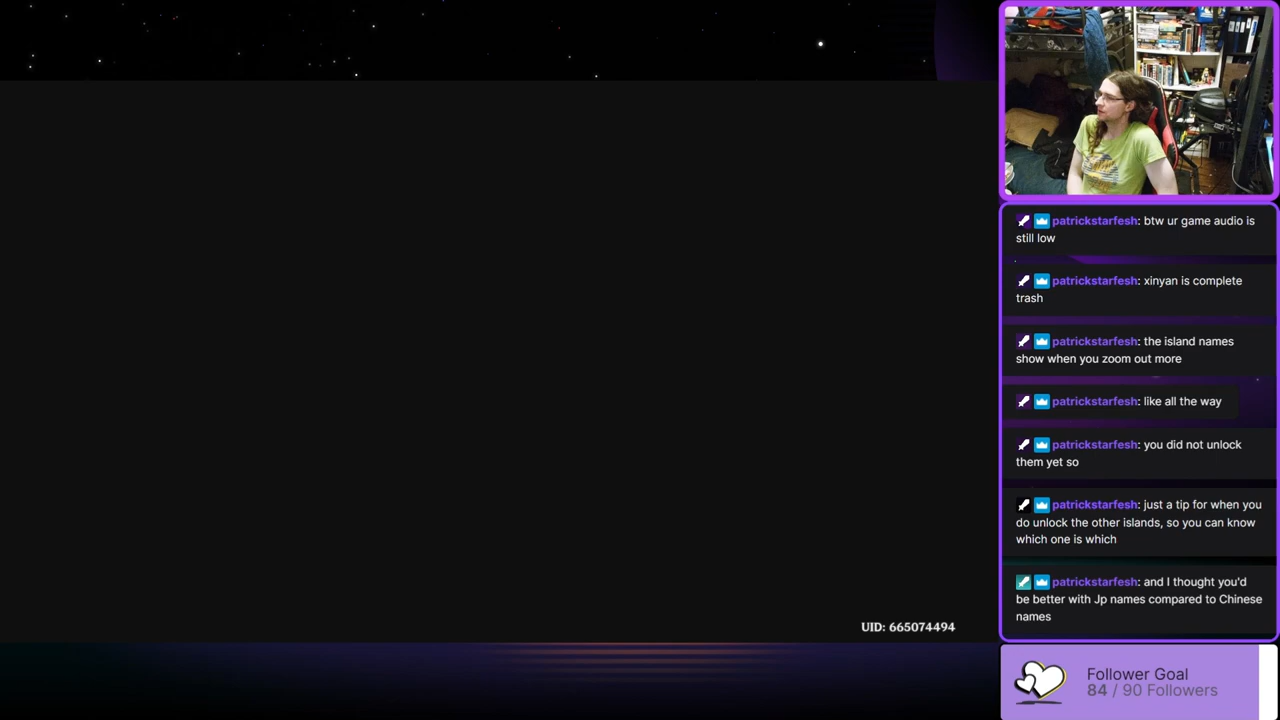 patrickstarfesh: btw ur game audio is
still low
patrickstarfesh: xinyan is complete
trash
patrickstarfesh: the island names
show when you zoom out more
patrickstarfesh: like all the way
patrickstarfesh: you did not unlock
them yet so
patrickstarfesh: just a tip for when you
do unlock the other islands, so you can know
which one is which
patrickstarfesh: and I thought you'd
be better with Jp names compared to Chinese
names
UID: 665074494
Follower Goal
84 / 90 Followers